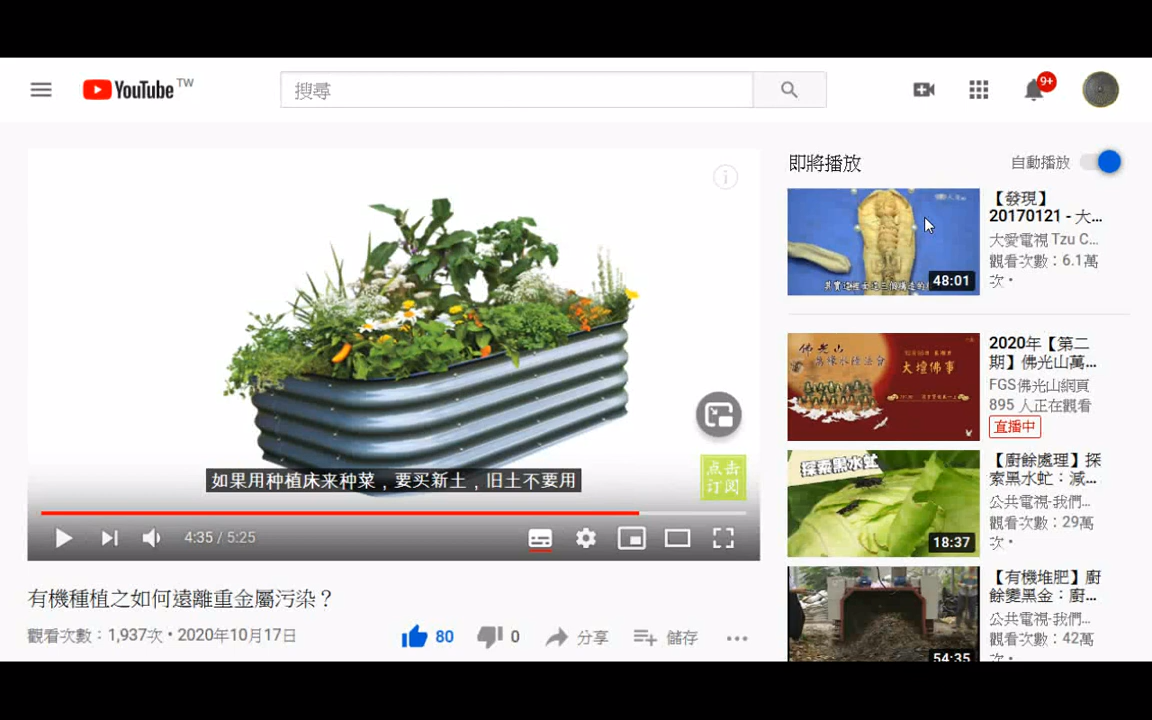 YouTube TW
搜尋
9+
如果用种植床来种菜，要买新土，旧土不要用
点击
订阅
4:35 / 5:25
有機種植之如何遠離重金屬污染？
觀看次數：1,937次 • 2020年10月17日
80
0
分享
儲存
即將播放
自動播放
48:01
【發現】
20170121 - 大...
大愛電視 Tzu C...
觀看次數：6.1萬
次 •
佛光山
大壇佛事
2020年【第二
期】佛光山萬...
FGS佛光山網頁
895 人正在觀看
直播中
探索黑水虻
18:37
【廚餘處理】探
索黑水虻：減...
公共電視-我們...
觀看次數：29萬
次 •
54:35
【有機堆肥】廚
餘變黑金：廚...
公共電視-我們...
觀看次數：42萬
次 •